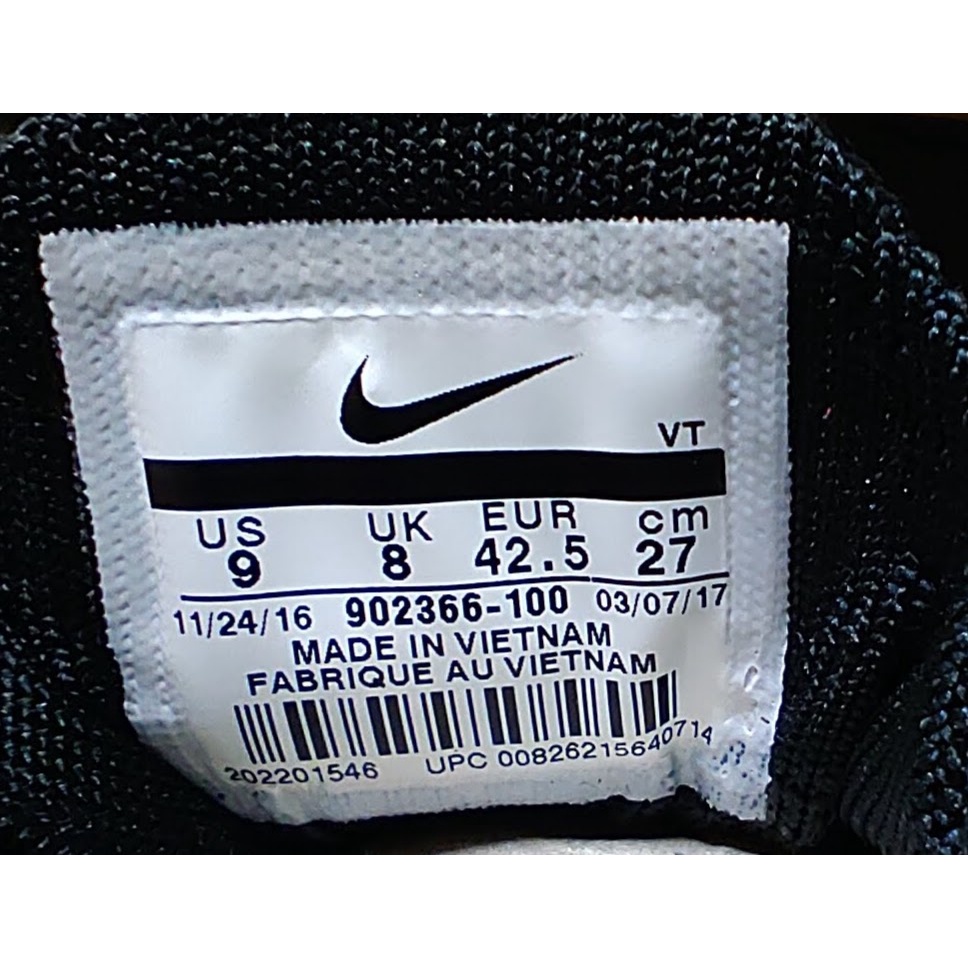 VT
US UK EUR cm
9 8 42.5 27
11/24/16 902366-100 03/07/17
MADE IN VIETNAM
FABRIQUE AU VIETNAM
202201546 UPC 00826215640714